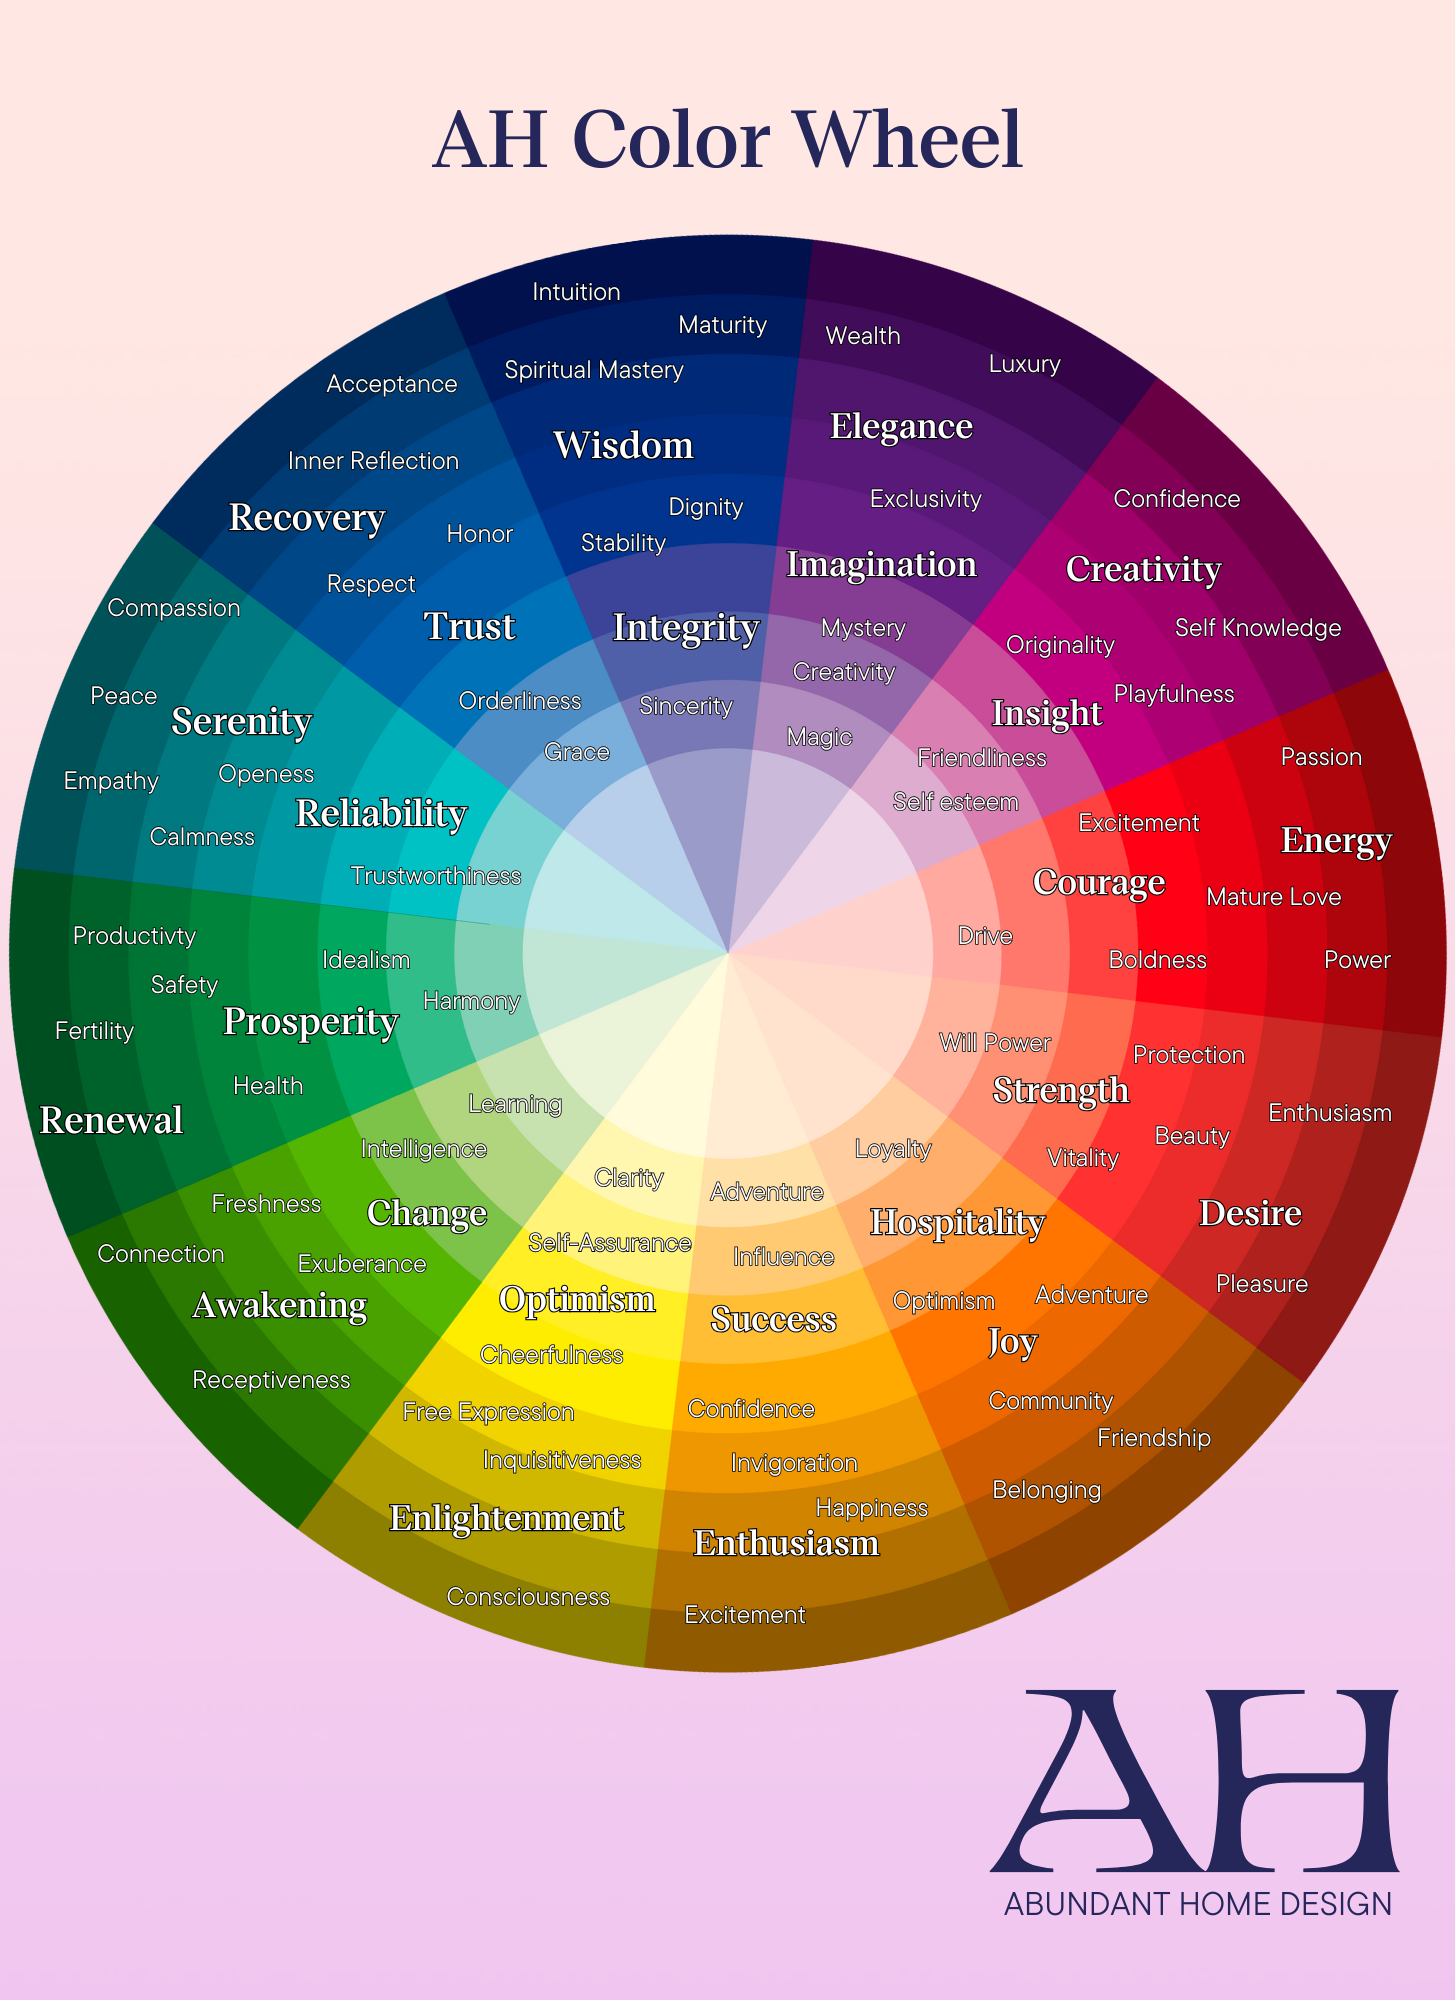 AH Color Wheel
Intuition
Maturity
Spiritual Mastery
Wisdom
Dignity
Stability
Integrity
Sincerity
Wealth
Luxury
Elegance
Exclusivity
Imagination
Mystery
Creativity
Magic
Confidence
Creativity
Self Knowledge
Originality
Playfulness
Insight
Friendliness
Self esteem
Passion
Excitement
Energy
Courage
Mature Love
Drive
Boldness
Power
Will Power
Protection
Strength
Enthusiasm
Beauty
Vitality
Desire
Pleasure
Loyalty
Hospitality
Optimism
Adventure
Joy
Community
Friendship
Belonging
Adventure
Influence
Success
Confidence
Invigoration
Happiness
Enthusiasm
Excitement
Clarity
Self-Assurance
Optimism
Cheerfulness
Free Expression
Inquisitiveness
Enlightenment
Consciousness
Learning
Intelligence
Freshness
Change
Connection
Exuberance
Awakening
Receptiveness
Productivty
Idealism
Safety
Harmony
Prosperity
Fertility
Health
Renewal
Compassion
Peace
Serenity
Empathy
Openess
Reliability
Calmness
Trustworthiness
Acceptance
Inner Reflection
Recovery
Honor
Respect
Trust
Orderliness
Grace
AH
ABUNDANT HOME DESIGN